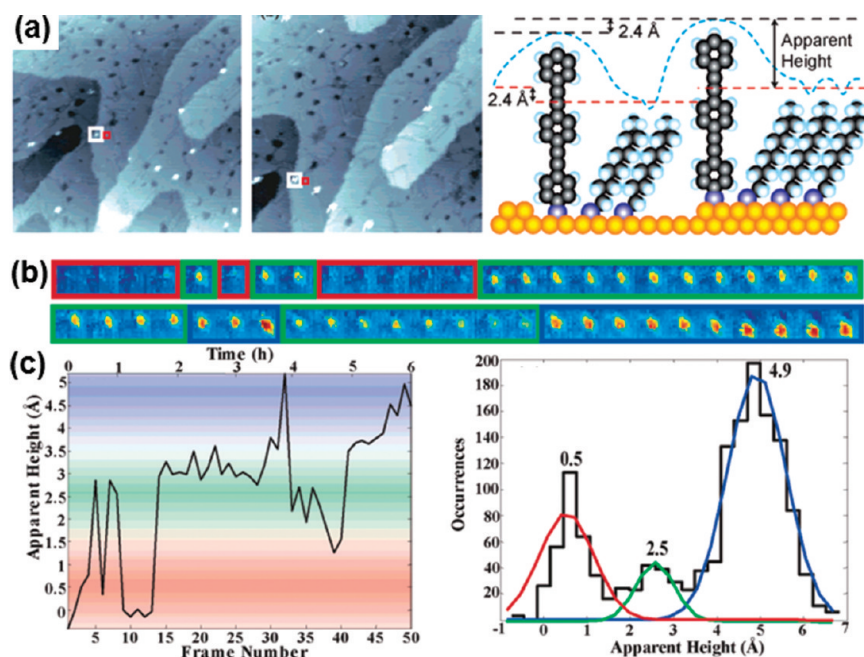 (a)
2.4 Å
Apparent
Height
2.4 Å
(b)
(c)
Time (h)
0 1 2 3 4 5 6
Apparent Height (Å)
5
4.5
4
3.5
3
2.5
2
1.5
1
0.5
0
5 10 15 20 25 30 35 40 45 50
Frame Number
Occurrences
200
180
160
140
120
100
80
60
40
20
0.5
2.5
4.9
-1 0 1 2 3 4 5 6 7
Apparent Height (Å)